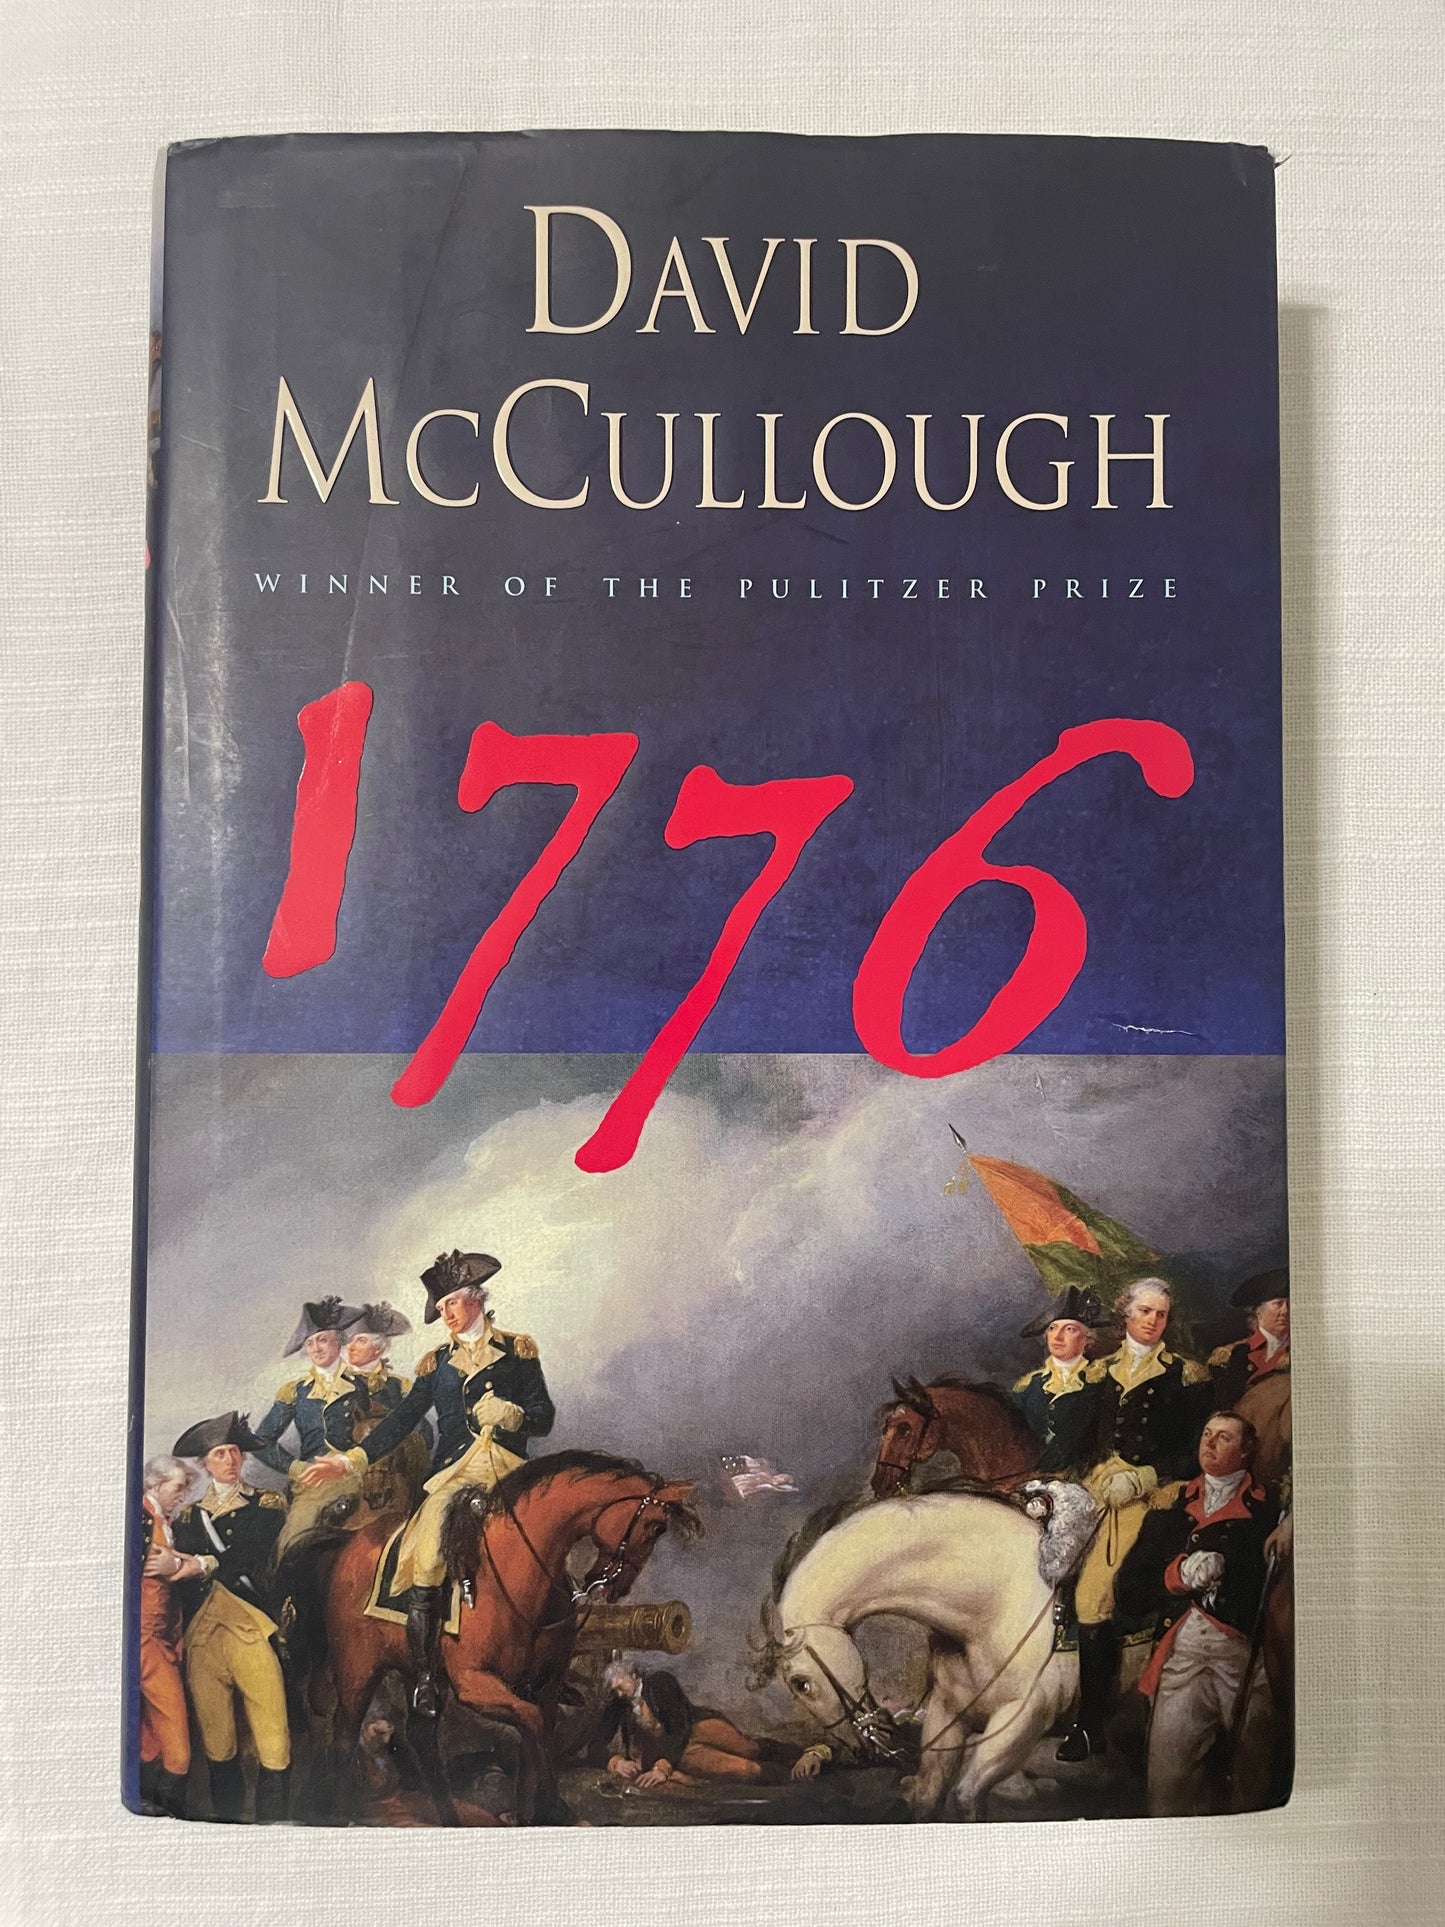 DAVID
MCCULLOUGH
WINNER OF THE PULITZER PRIZE
1776